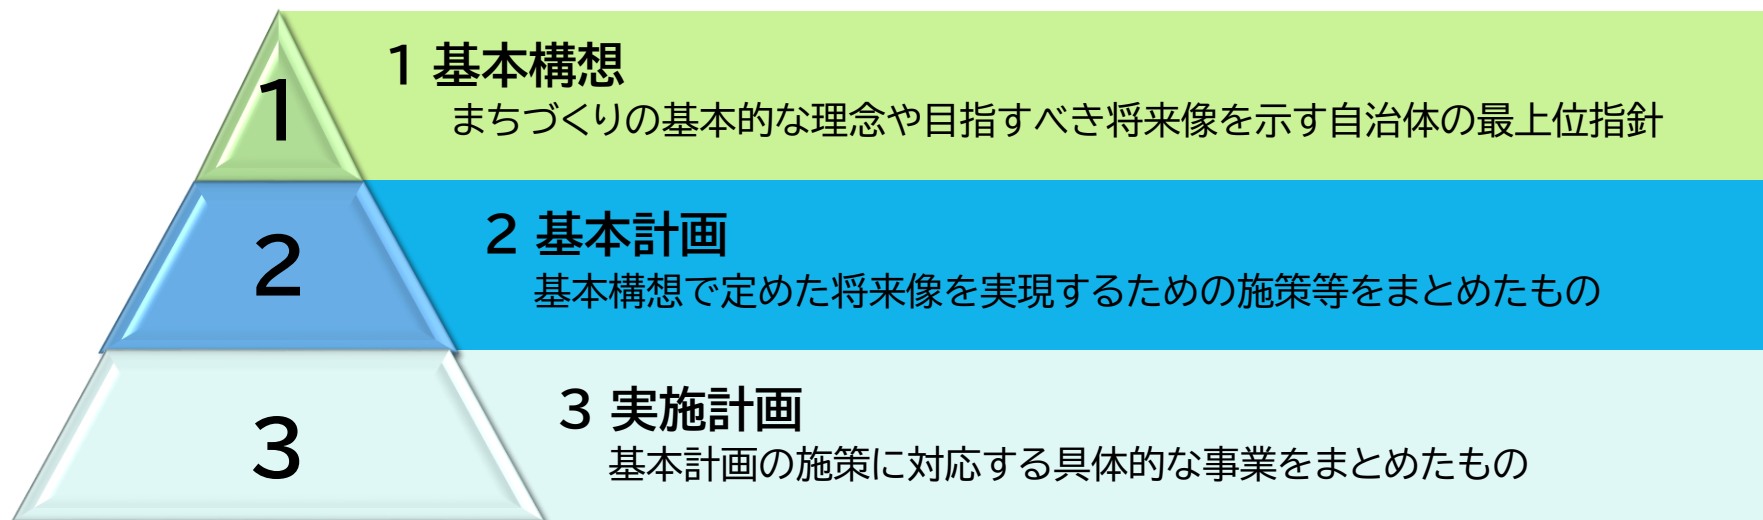 1
1 基本構想
まちづくりの基本的な理念や目指すべき将来像を示す自治体の最上位指針
2
2 基本計画
基本構想で定めた将来像を実現するための施策等をまとめたもの
3
3 実施計画
基本計画の施策に対応する具体的な事業をまとめたもの